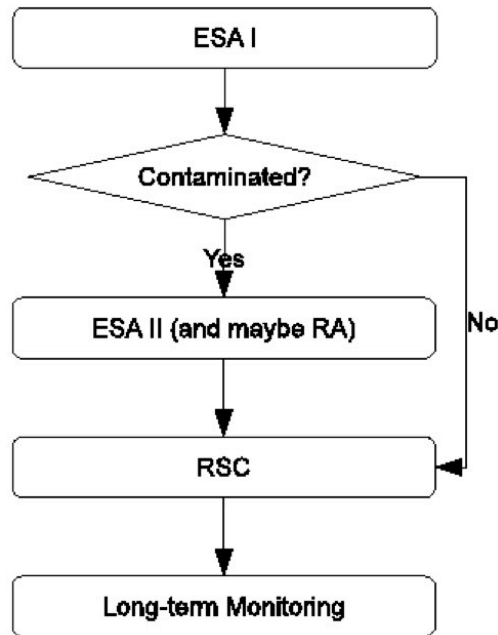 ESA I
Contaminated?
Yes
ESA II (and maybe RA)
No
RSC
Long-term Monitoring